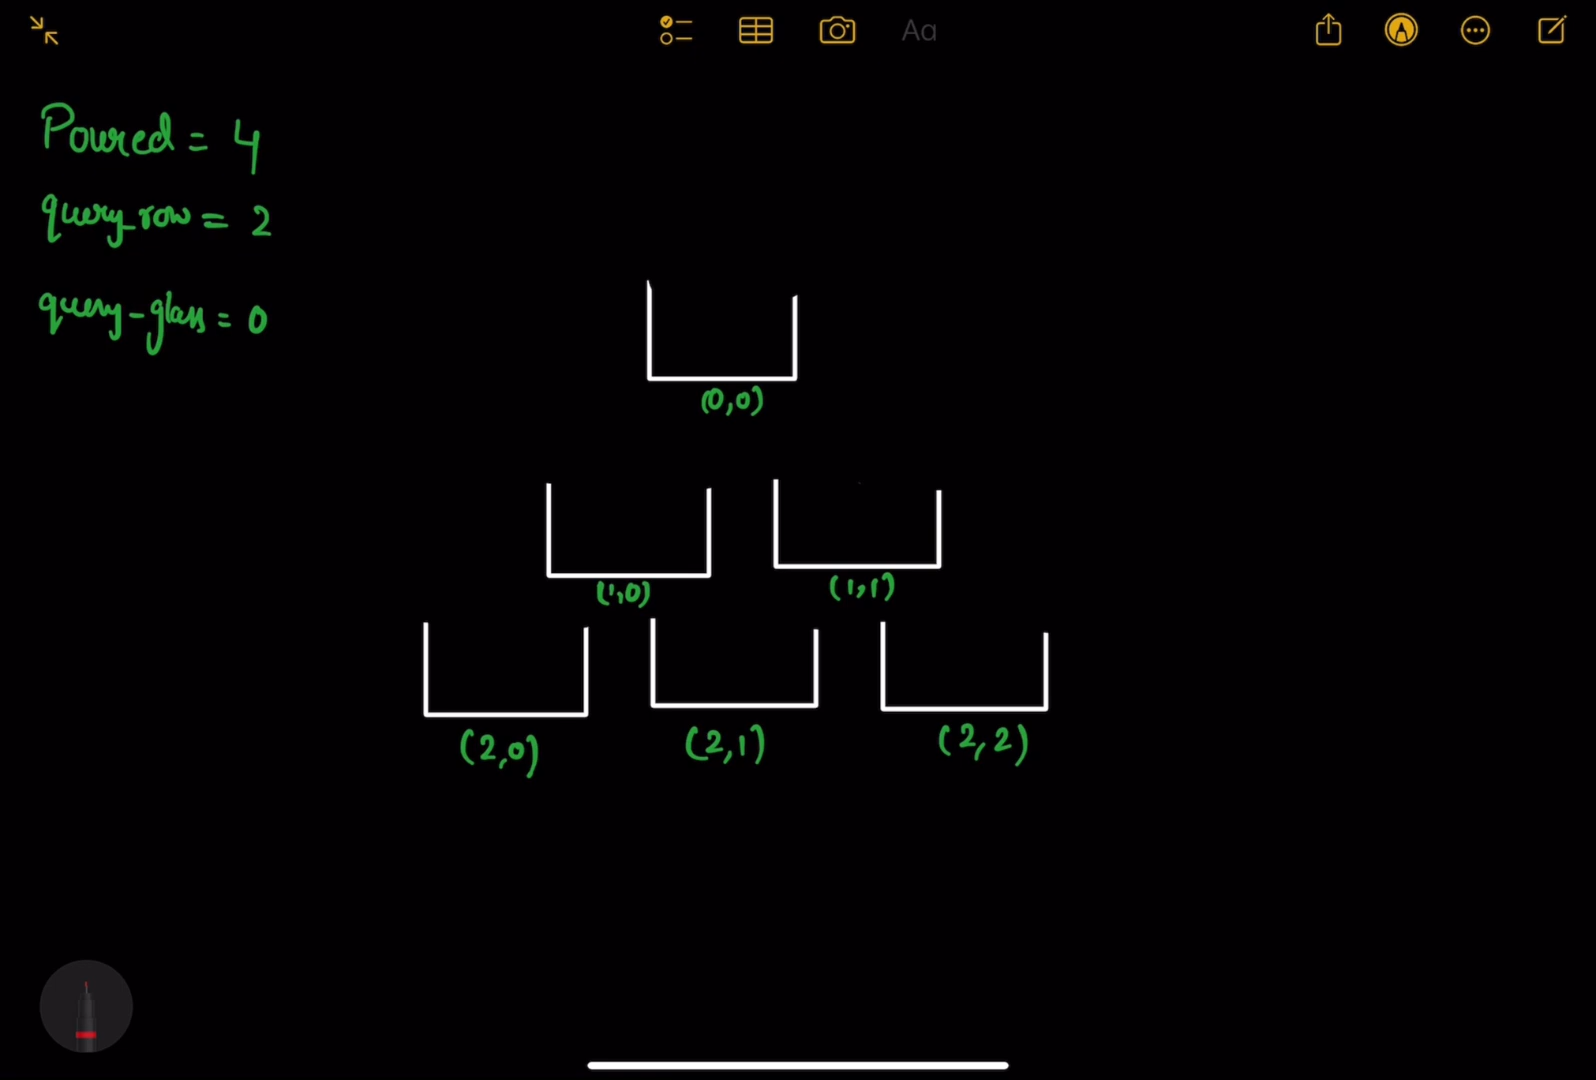 Aa
Poured = 4
query_row = 2
query-glass = 0
(0,0)
(1,0) (1,1)
(2,0) (2,1) (2,2)